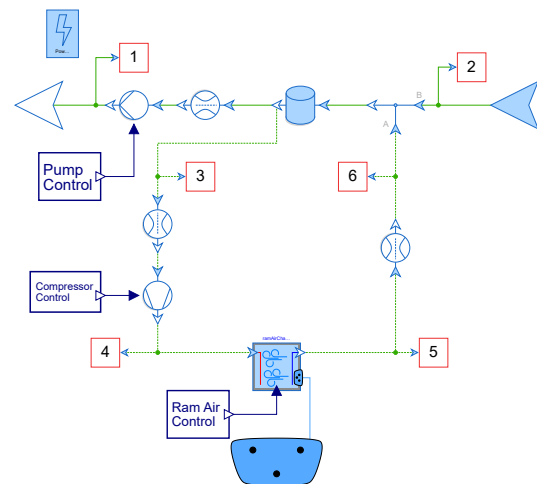 Pow...
1
2
B
A
Pump
Control
3
6
Compressor
Control
ramAirCha...
4
5
Ram Air
Control